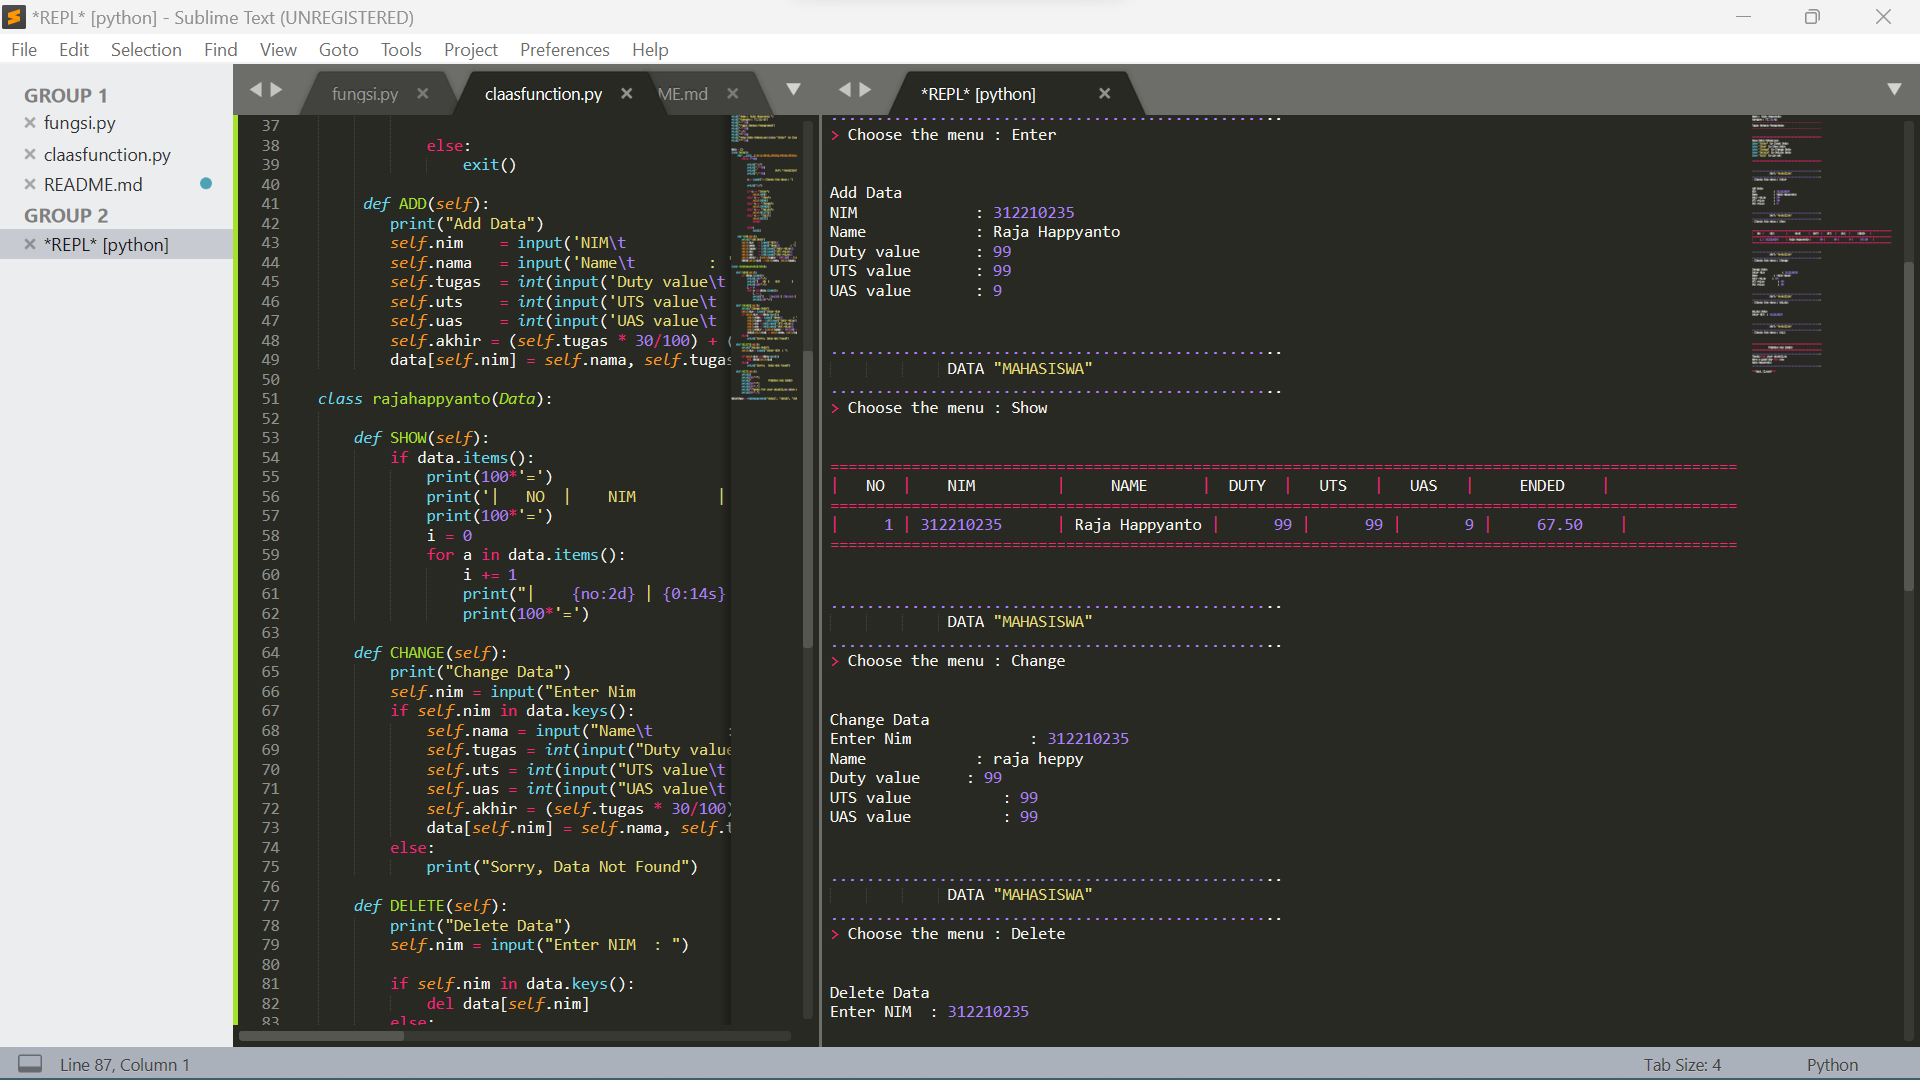 *REPL* [python] - Sublime Text (UNREGISTERED)
File Edit Selection Find View Goto Tools Project Preferences Help
GROUP 1
fungsi.py
claasfunction.py
README.md
GROUP 2
*REPL* [python]
fungsi.py
claasfunction.py
ME.md
37
38 else:
39 exit()
40
41 def ADD(self):
42 print("Add Data")
43 self.nim = input('NIM\t
44 self.nama = input('Name\t :
45 self.tugas = int(input('Duty value\t
46 self.uts = int(input('UTS value\t
47 self.uas = int(input('UAS value\t
48 self.akhir = (self.tugas * 30/100) + (
49 data[self.nim] = self.nama, self.tugas
50
51 class rajahappyanto(Data):
52
53 def SHOW(self):
54 if data.items():
55 print(100*'=')
56 print('| NO | NIM |
57 print(100*'=')
58 i = 0
59 for a in data.items():
60 i += 1
61 print("| {no:2d} | {0:14s}
62 print(100*'=')
63
64 def CHANGE(self):
65 print("Change Data")
66 self.nim = input("Enter Nim
67 if self.nim in data.keys():
68 self.nama = input("Name\t :
69 self.tugas = int(input("Duty value
70 self.uts = int(input("UTS value\t
71 self.uas = int(input("UAS value\t
72 self.akhir = (self.tugas * 30/100)
73 data[self.nim] = self.nama, self.t
74 else:
75 print("Sorry, Data Not Found")
76
77 def DELETE(self):
78 print("Delete Data")
79 self.nim = input("Enter NIM : ")
80
81 if self.nim in data.keys():
82 del data[self.nim]
83 else:
*REPL* [python]
> Choose the menu : Enter
Add Data
NIM : 312210235
Name : Raja Happyanto
Duty value : 99
UTS value : 99
UAS value : 9
DATA "MAHASISWA"
> Choose the menu : Show
| NO | NIM | NAME | DUTY | UTS | UAS | ENDED |
| 1 | 312210235 | Raja Happyanto | 99 | 99 | 9 | 67.50 |
DATA "MAHASISWA"
> Choose the menu : Change
Change Data
Enter Nim : 312210235
Name : raja heppy
Duty value : 99
UTS value : 99
UAS value : 99
DATA "MAHASISWA"
> Choose the menu : Delete
Delete Data
Enter NIM : 312210235
Line 87, Column 1
Tab Size: 4
Python